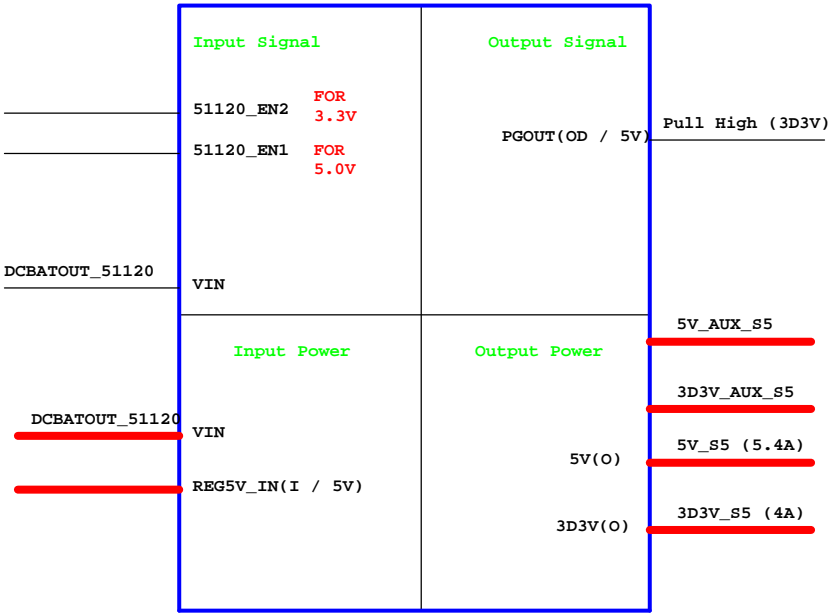 Input Signal
Output Signal
51120_EN2
FOR
3.3V
Pull High (3D3V)
PGOUT(OD / 5V)
51120_EN1
FOR
5.0V
DCBATOUT_51120
VIN
5V_AUX_S5
Input Power
Output Power
3D3V_AUX_S5
DCBATOUT_51120
VIN
5V_S5 (5.4A)
5V(O)
REG5V_IN(I / 5V)
3D3V_S5 (4A)
3D3V(O)